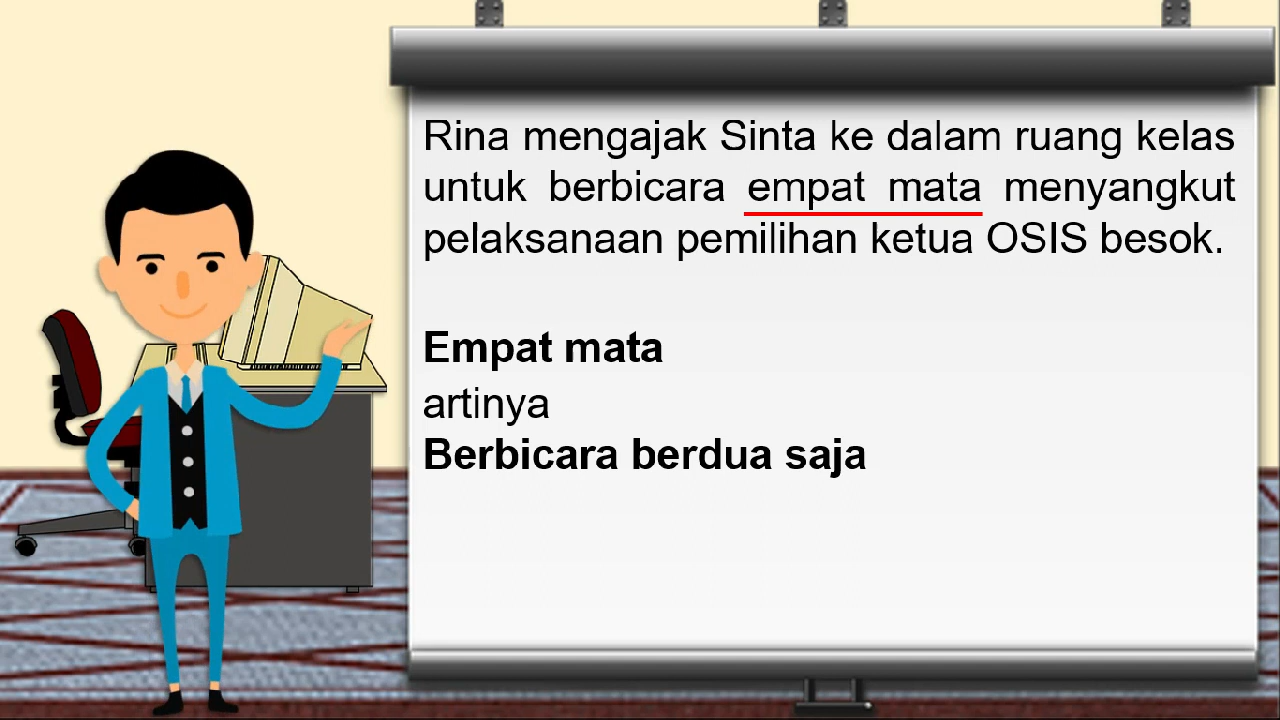 Rina mengajak Sinta ke dalam ruang kelas
untuk berbicara empat mata menyangkut
pelaksanaan pemilihan ketua OSIS besok.
Empat mata
artinya
Berbicara berdua saja